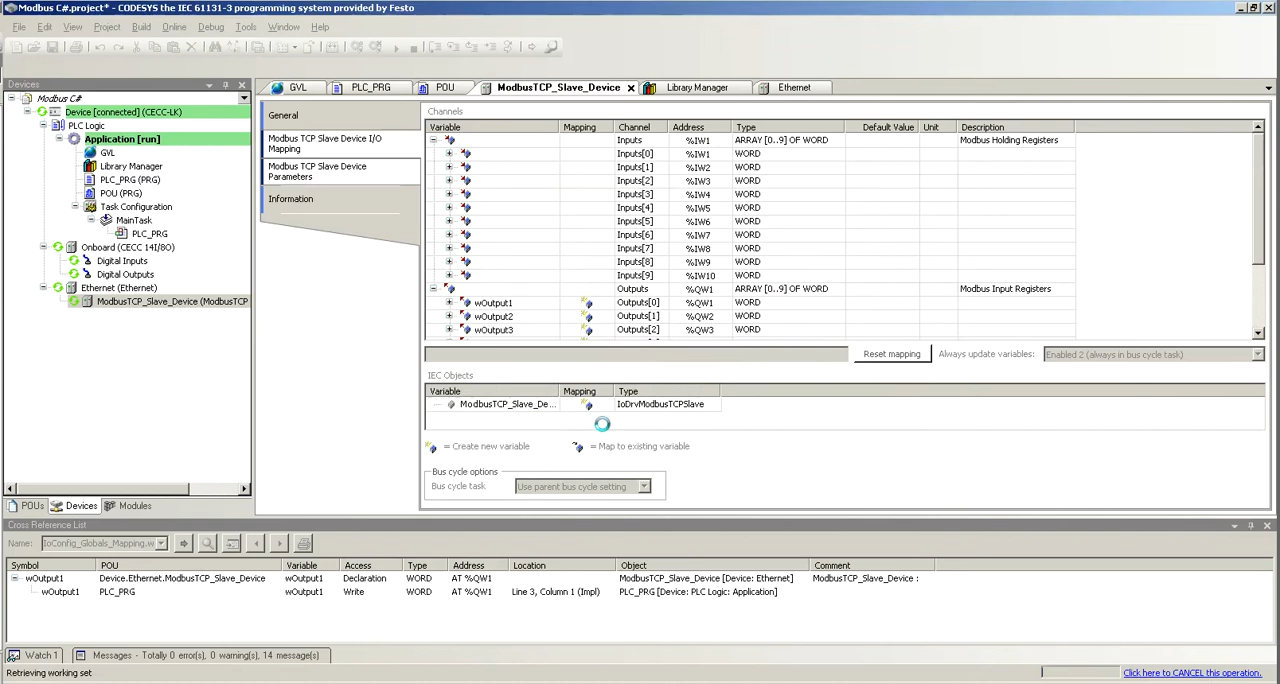 Modbus C#.project* - CODESYS the IEC 61131-3 programming system provided by Festo
File Edit View Project Build Online Debug Tools Window Help
Devices
Modbus C#
Device [connected] (CECC-LK)
PLC Logic
Application [run]
GVL
Library Manager
PLC_PRG (PRG)
POU (PRG)
Task Configuration
MainTask
PLC_PRG
Onboard (CECC 14I/8O)
Digital Inputs
Digital Outputs
Ethernet (Ethernet)
ModbusTCP_Slave_Device (ModbusTCP
POUs Devices Modules
GVL PLC_PRG POU ModbusTCP_Slave_Device Library Manager Ethernet
General
Modbus TCP Slave Device I/O
Mapping
Modbus TCP Slave Device
Parameters
Information
Channels
Variable Mapping Channel Address Type Default Value Unit Description
Inputs %IW1 ARRAY [0..9] OF WORD Modbus Holding Registers
Inputs[0] %IW1 WORD
Inputs[1] %IW2 WORD
Inputs[2] %IW3 WORD
Inputs[3] %IW4 WORD
Inputs[4] %IW5 WORD
Inputs[5] %IW6 WORD
Inputs[6] %IW7 WORD
Inputs[7] %IW8 WORD
Inputs[8] %IW9 WORD
Inputs[9] %IW10 WORD
Outputs %QW1 ARRAY [0..9] OF WORD Modbus Input Registers
wOutput1 Outputs[0] %QW1 WORD
wOutput2 Outputs[1] %QW2 WORD
wOutput3 Outputs[2] %QW3 WORD
Reset mapping Always update variables: Enabled 2 (always in bus cycle task)
IEC Objects
Variable Mapping Type
ModbusTCP_Slave_De... IoDrvModbusTCPSlave
= Create new variable = Map to existing variable
Bus cycle options
Bus cycle task Use parent bus cycle setting
Cross Reference List
Name: IoConfig_Globals_Mapping.w
Symbol POU Variable Access Type Address Location Object Comment
wOutput1 Device.Ethernet.ModbusTCP_Slave_Device wOutput1 Declaration WORD AT %QW1 ModbusTCP_Slave_Device [Device: Ethernet] ModbusTCP_Slave_Device :
wOutput1 PLC_PRG wOutput1 Write WORD AT %QW1 Line 3, Column 1 (Impl) PLC_PRG [Device: PLC Logic: Application]
Watch 1 Messages - Totally 0 error(s), 0 warning(s), 14 message(s)
Retrieving working set Click here to CANCEL this operation.